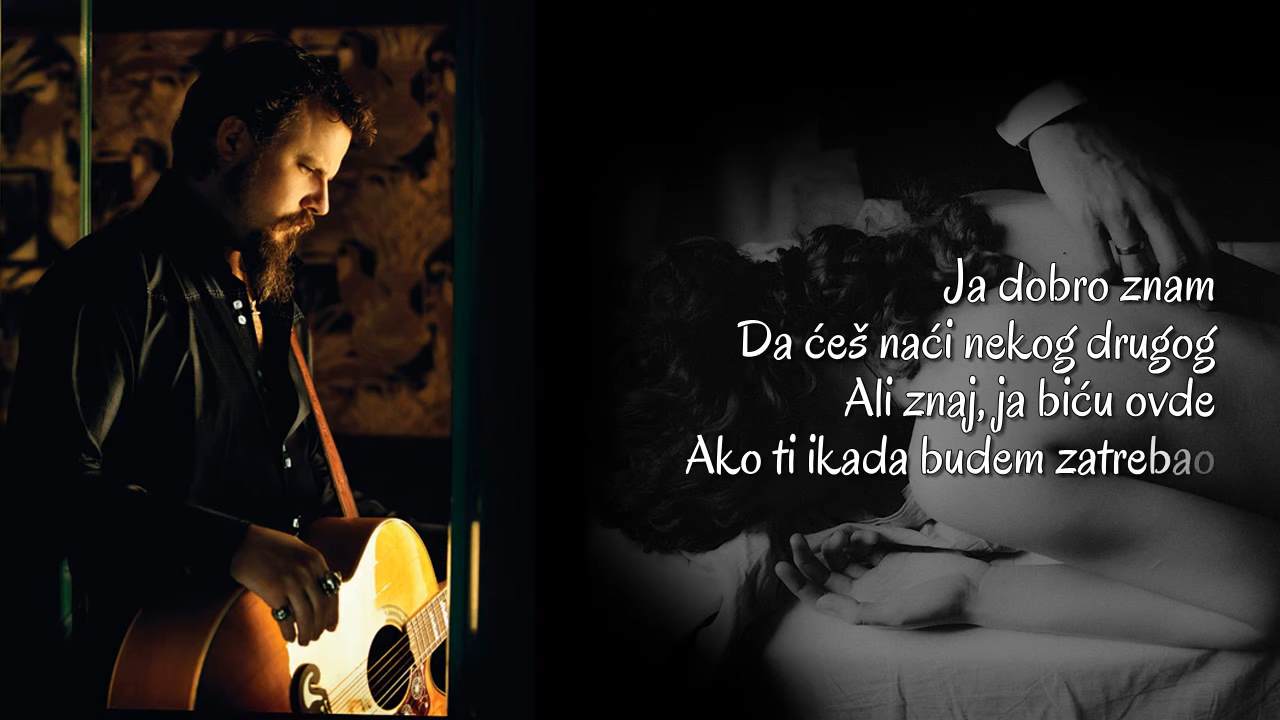 Ja dobro znam
Da ćeš naći nekog drugog
Ali znaj, ja biću ovde
Ako ti ikada budem zatrebao